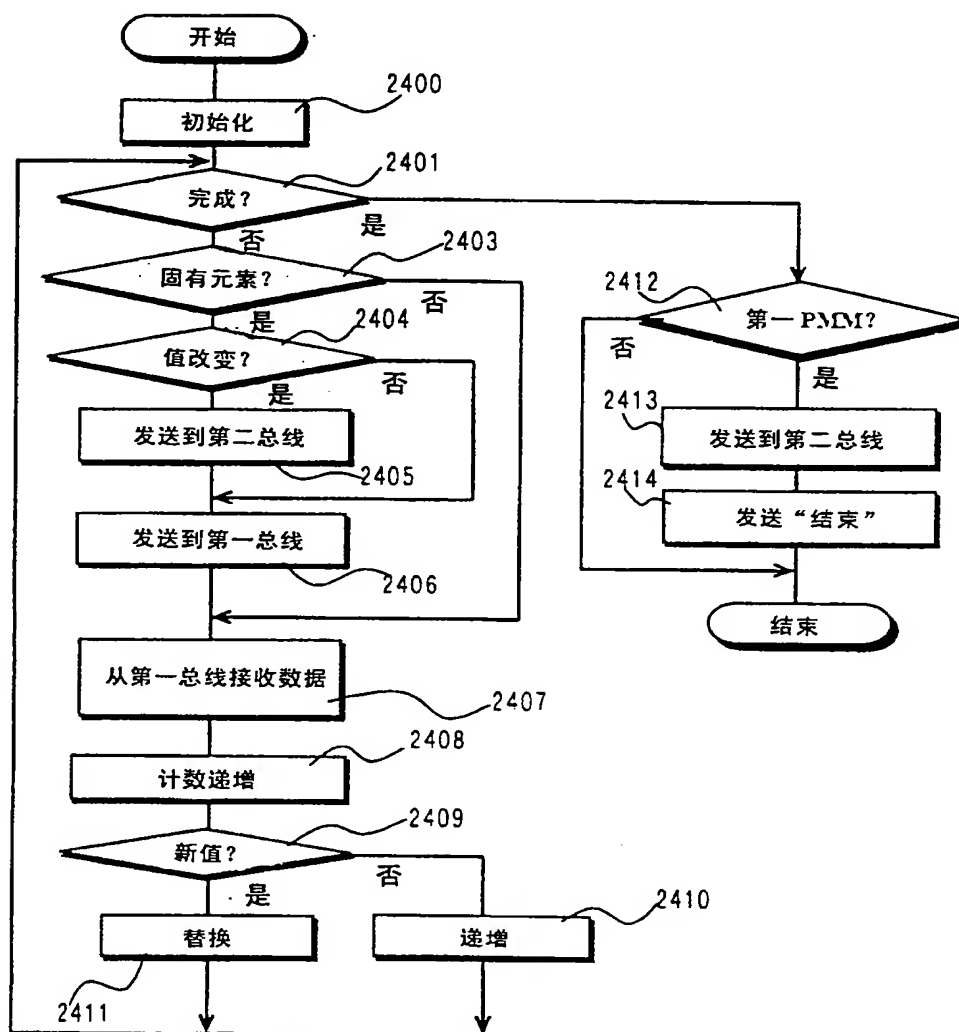 开始
2400
初始化
2401
完成？
是
否
2403
固有元素？
否
2412
第一PMM？
是
2404
否
值改变？
否
是
是
2413
发送到第二总线
发送到第二总线
2405
2414
发送“结束”
发送到第一总线
2406
结束
从第一总线接收数据
2407
2408
计数递增
2409
新值？
否
是
2410
替换
递增
2411